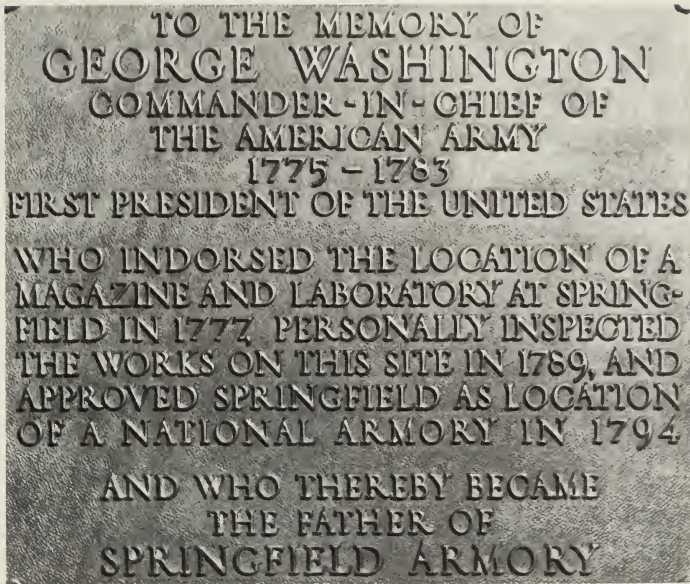 TO THE MEMORY OF
GEORGE WASHINGTON
COMMANDER-IN-CHIEF OF
THE AMERICAN ARMY
1775 – 1783
FIRST PRESIDENT OF THE UNITED STATES
WHO INDORSED THE LOCATION OF A
MAGAZINE AND LABORATORY AT SPRING-
FIELD IN 1777, PERSONALLY INSPECTED
THE WORKS ON THIS SITE IN 1789, AND
APPROVED SPRINGFIELD AS LOCATION
OF A NATIONAL ARMORY IN 1794
AND WHO THEREBY BECAME
THE FATHER OF
SPRINGFIELD ARMORY